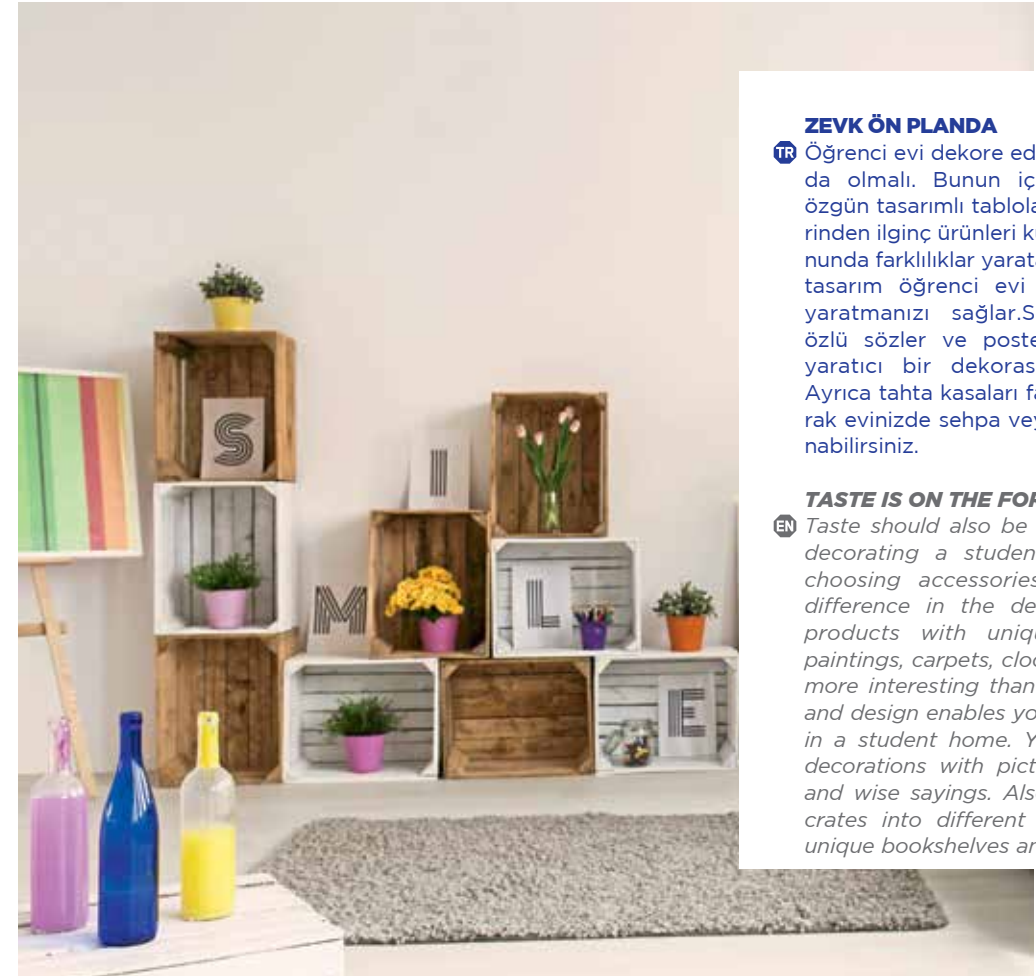 S
I
M
L
E
ZEVK ÖN PLANDA
TR
Öğrenci evi dekore ed
da olmalı. Bunun iç
özgün tasarımlı tablola
rinden ilginç ürünleri k
nunda farklılıklar yarat
tasarım öğrenci evi
yaratmanızı sağlar.S
özlü sözler ve poste
yaratıcı bir dekoras
Ayrıca tahta kasaları fa
rak evinizde sehpa vey
nabilirsiniz.
TASTE IS ON THE FOR
EN
Taste should also be
decorating a studen
choosing accessories
difference in the de
products with uniq
paintings, carpets, cloc
more interesting than
and design enables yo
in a student home. Y
decorations with pict
and wise sayings. Als
crates into different
unique bookshelves a